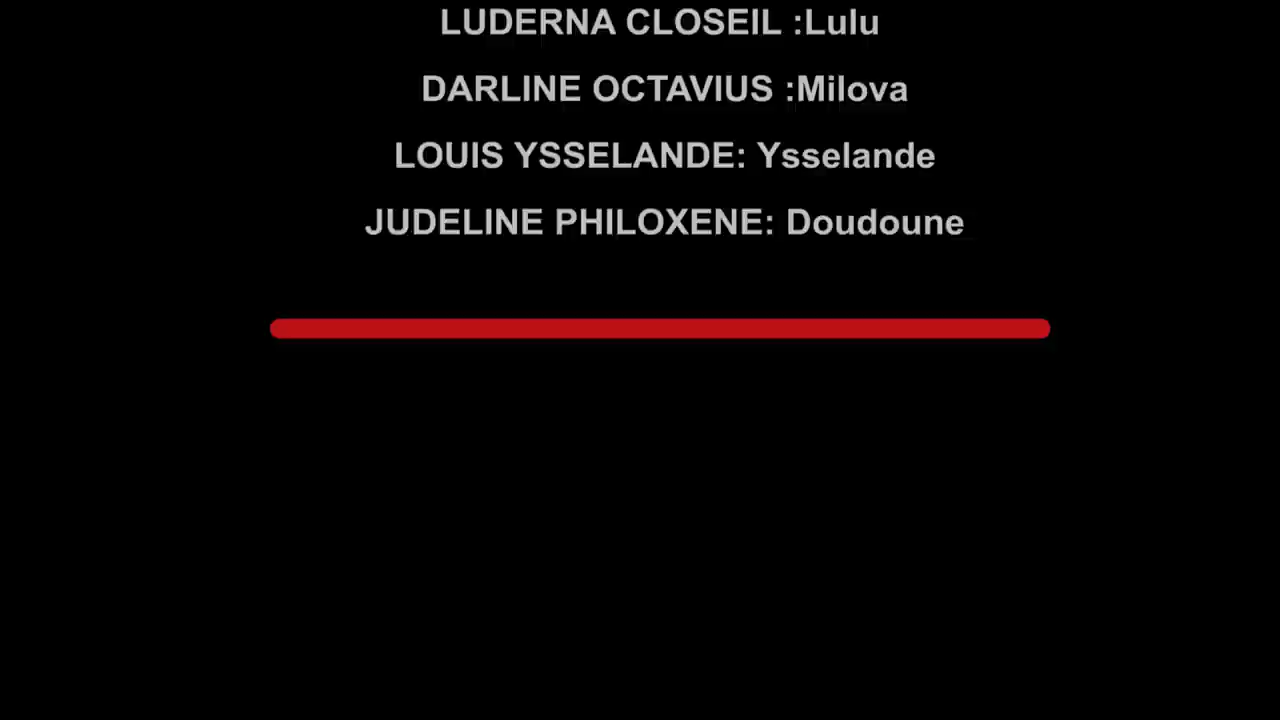 LUDERNA CLOSEIL :Lulu
DARLINE OCTAVIUS :Milova
LOUIS YSSELANDE: Ysselande
JUDELINE PHILOXENE: Doudoune